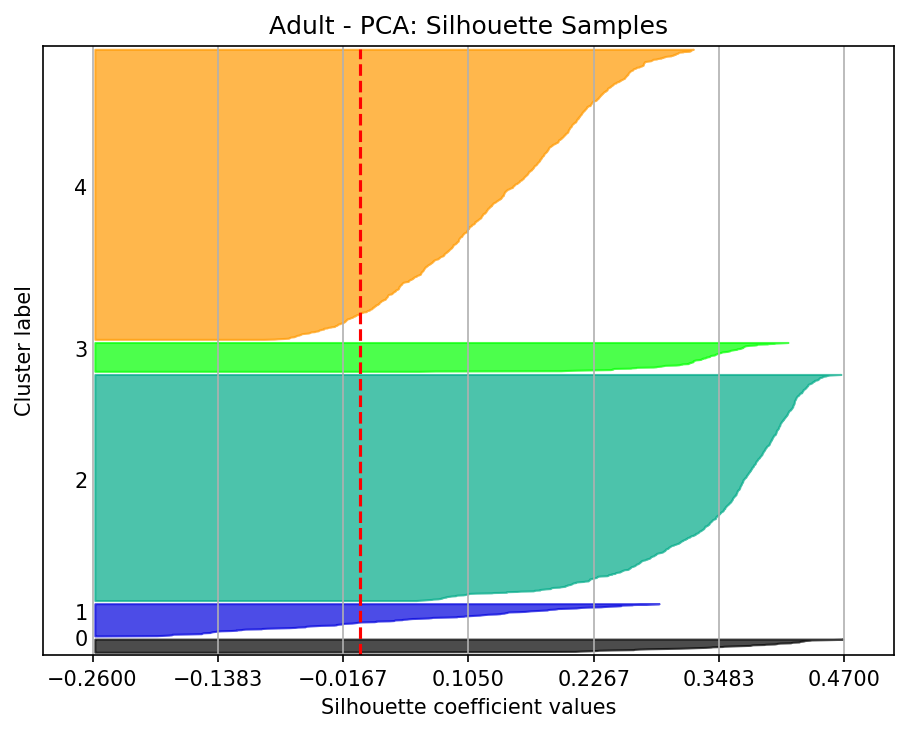 Adult - PCA: Silhouette Samples
Cluster label
4
3
2
1
0
−0.2600 −0.1383 −0.0167 0.1050 0.2267 0.3483 0.4700
Silhouette coefficient values